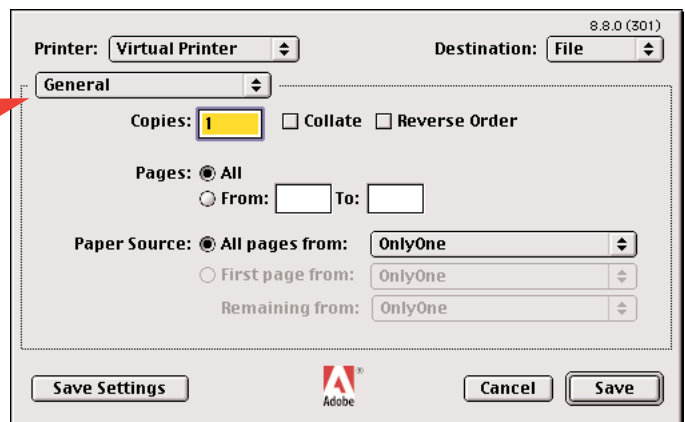 8.8.0 (301)
Printer: Virtual Printer Destination: File
General
Copies: 1 Collate Reverse Order
Pages: All
From: To:
Paper Source: All pages from: OnlyOne
First page from: OnlyOne
Remaining from: OnlyOne
Save Settings Adobe ® Cancel Save